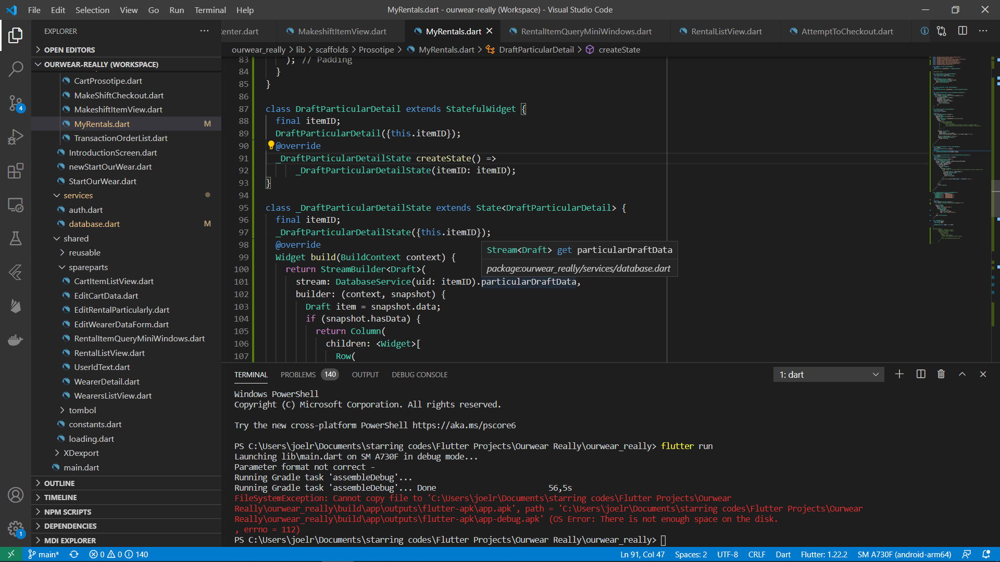 File Edit Selection View Go Run Terminal Help
MyRentals.dart - ourwear-really (Workspace) - Visual Studio Code
EXPLORER
OPEN EDITORS
OURWEAR-REALLY (WORKSPACE)
CartProsotipe.dart
MakeShiftCheckout.dart
MakeshiftItemView.dart
MyRentals.dart M
TransactionOrderList.dart
IntroductionScreen.dart
newStartOurWear.dart
StartOurWear.dart
services
auth.dart
database.dart M
shared
reusable
spareparts
CartItemListView.dart
EditCartData.dart
EditRentalParticularly.dart
EditWearerDataForm.dart
RentalItemQueryMiniWindows.dart
RentalListView.dart
UserIdText.dart
WearerDetail.dart
WearersListView.dart
tombol
constants.dart
loading.dart
XDexport
main.dart
OUTLINE
TIMELINE
NPM SCRIPTS
DEPENDENCIES
MDI EXPLORER
4
1
enter.dart MakeshiftItemView.dart MyRentals.dart RentalItemQueryMiniWindows.dart RentalListView.dart AttemptToCheckout.dart
ourwear_really > lib > scaffolds > Prosotipe > MyRentals.dart > DraftParticularDetail > createState
83 ); // Padding
84 }
85 }
86
87 class DraftParticularDetail extends StatefulWidget {
88 final itemID;
89 DraftParticularDetail({this.itemID});
90 @override
91 _DraftParticularDetailState createState() =>
92 _DraftParticularDetailState(itemID: itemID);
93 }
94
95 class _DraftParticularDetailState extends State<DraftParticularDetail> {
96 final itemID;
97 _DraftParticularDetailState({this.itemID});
98 @override
99 Widget build(BuildContext context) {
100 return StreamBuilder<Draft>(
101 stream: DatabaseService(uid: itemID).particularDraftData,
102 builder: (context, snapshot) {
103 Draft item = snapshot.data;
104 if (snapshot.hasData) {
105 return Column(
106 children: <Widget>[
107 Row(
Stream<Draft> get particularDraftData
package:ourwear_really/services/database.dart
TERMINAL PROBLEMS 140 OUTPUT DEBUG CONSOLE
1: dart
Windows PowerShell
Copyright (C) Microsoft Corporation. All rights reserved.
Try the new cross-platform PowerShell https://aka.ms/pscore6
PS C:\Users\joelr\Documents\starring codes\Flutter Projects\Ourwear Really\ourwear_really> flutter run
Launching lib\main.dart on SM A730F in debug mode...
Parameter format not correct -
Running Gradle task 'assembleDebug'...
Running Gradle task 'assembleDebug'... Done 56,5s
FileSystemException: Cannot copy file to 'C:\Users\joelr\Documents\starring codes\Flutter Projects\Ourwear
Really\ourwear_really\build\app\outputs\flutter-apk\app.apk', path = 'C:\Users\joelr\Documents\starring codes\Flutter Projects\Ourwear
Really\ourwear_really\build\app\outputs\flutter-apk\app-debug.apk' (OS Error: There is not enough space on the disk.
, errno = 112)
PS C:\Users\joelr\Documents\starring codes\Flutter Projects\Ourwear Really\ourwear_really>
main* 0 0 140
Ln 91, Col 47 Spaces: 2 UTF-8 CRLF Dart Flutter: 1.22.2 SM A730F (android-arm64)